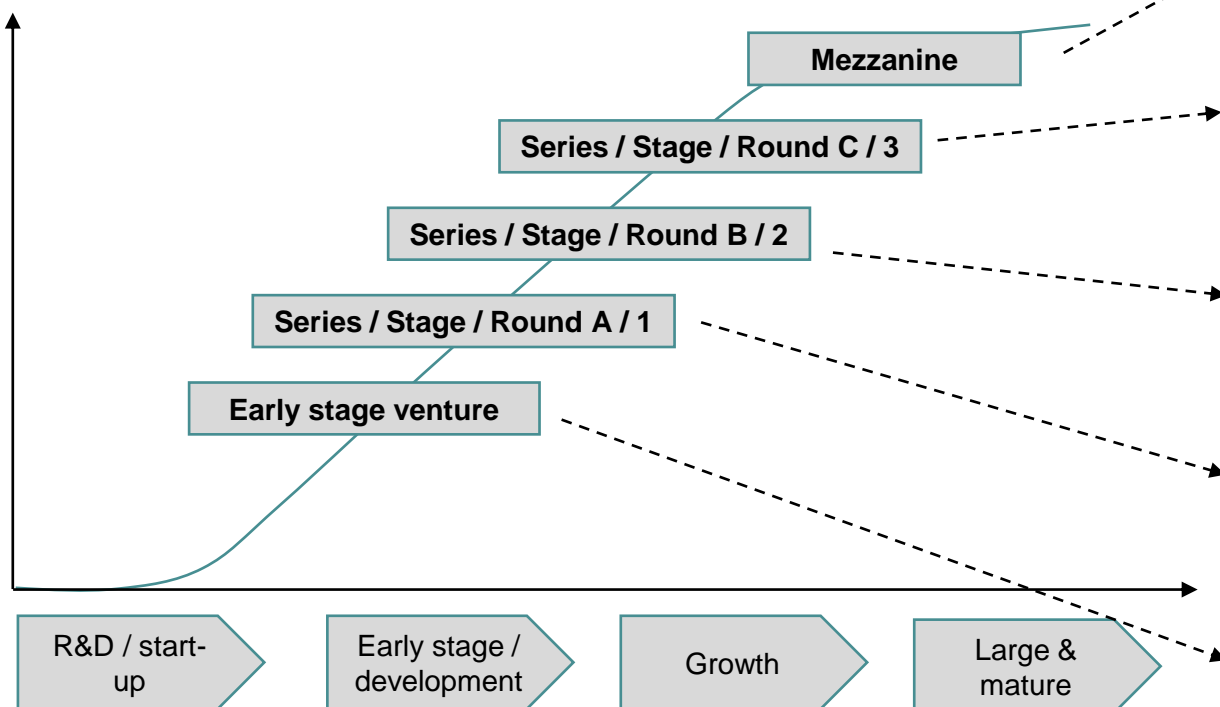 Mezzanine
Series / Stage / Round C / 3
Series / Stage / Round B / 2
Series / Stage / Round A / 1
Early stage venture
R&D / start-
up
Early stage /
development
Growth
Large &
mature